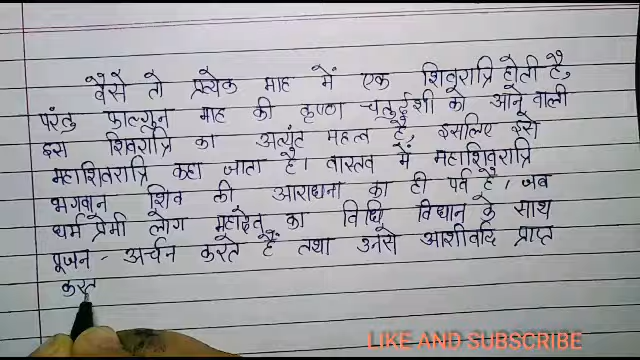 वैसे तो प्रत्येक माह में एक शिवरात्रि होती है,
परंतु फाल्गुन माह की कृष्ण चतुर्दशी को आने वाली
इस शिवरात्रि का अत्यंत महत्व है, इसलिए इसे
महाशिवरात्रि कहा जाता है। वास्तव में महाशिवरात्रि
भगवान शिव की आराधना का ही पर्व है, जब
धर्म प्रेमी लोग महादेव का विधि विधान के साथ
पूजन - अर्चन करते हैं तथा उनसे आशीर्वाद प्राप्त
करत
LIKE AND SUBSCRIBE